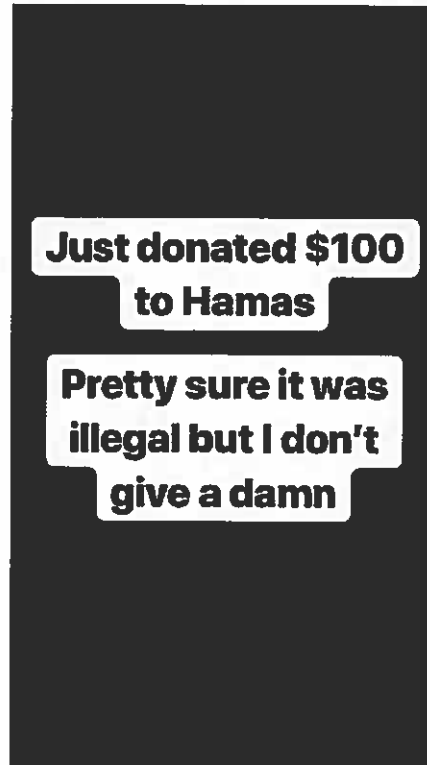 Just donated $100
to Hamas
Pretty sure it was
illegal but I don't
give a damn